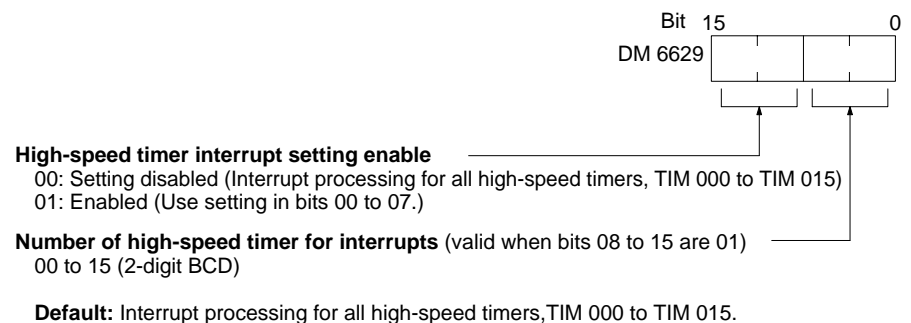 Bit 15 0
DM 6629
High-speed timer interrupt setting enable
00: Setting disabled (Interrupt processing for all high-speed timers, TIM 000 to TIM 015)
01: Enabled (Use setting in bits 00 to 07.)
Number of high-speed timer for interrupts (valid when bits 08 to 15 are 01)
00 to 15 (2-digit BCD)
Default: Interrupt processing for all high-speed timers,TIM 000 to TIM 015.